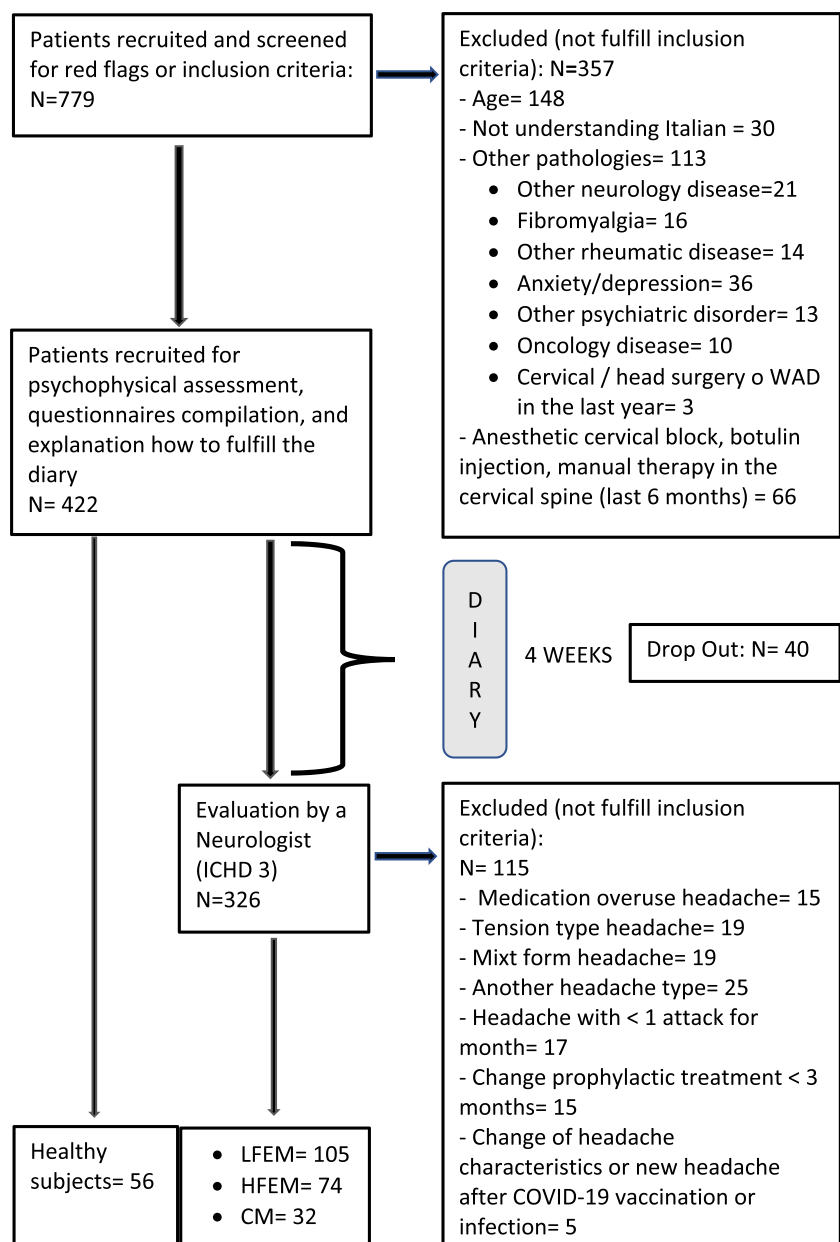 Patients recruited and screened
for red flags or inclusion criteria:
N=779
Excluded (not fulfill inclusion
criteria): N=357
- Age= 148
- Not understanding Italian = 30
- Other pathologies= 113
• Other neurology disease=21
• Fibromyalgia= 16
• Other rheumatic disease= 14
• Anxiety/depression= 36
• Other psychiatric disorder= 13
• Oncology disease= 10
• Cervical / head surgery o WAD
in the last year= 3
- Anesthetic cervical block, botulin
injection, manual therapy in the
cervical spine (last 6 months) = 66
Patients recruited for
psychophysical assessment,
questionnaires compilation, and
explanation how to fulfill the
diary
N= 422
D
I
A
R
Y
4 WEEKS
Drop Out: N= 40
Evaluation by a
Neurologist
(ICHD 3)
N=326
Excluded (not fulfill inclusion
criteria):
N= 115
- Medication overuse headache= 15
- Tension type headache= 19
- Mixt form headache= 19
- Another headache type= 25
- Headache with < 1 attack for
month= 17
- Change prophylactic treatment < 3
months= 15
- Change of headache
characteristics or new headache
after COVID-19 vaccination or
infection= 5
Healthy
subjects= 56
• LFEM= 105
• HFEM= 74
• CM= 32